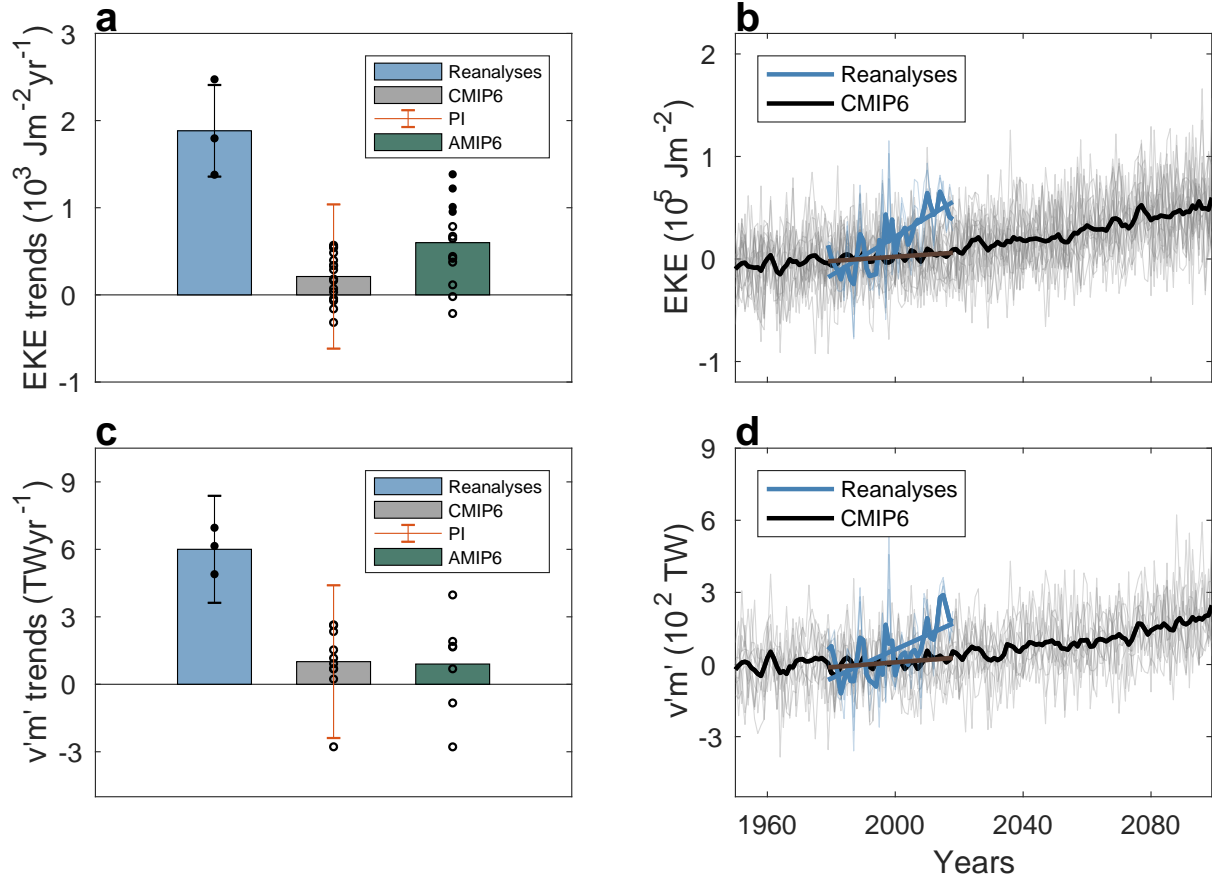 a
EKE trends (10³ Jm⁻²yr⁻¹)
3
2
1
0
-1
Reanalyses
CMIP6
PI
AMIP6
b
EKE (10⁵ Jm⁻²)
2
1
0
-1
Reanalyses
CMIP6
c
v'm' trends (TWyr⁻¹)
9
6
3
0
-3
Reanalyses
CMIP6
PI
AMIP6
d
v'm' (10² TW)
9
6
3
0
-3
Reanalyses
CMIP6
1960 2000 2040 2080
Years